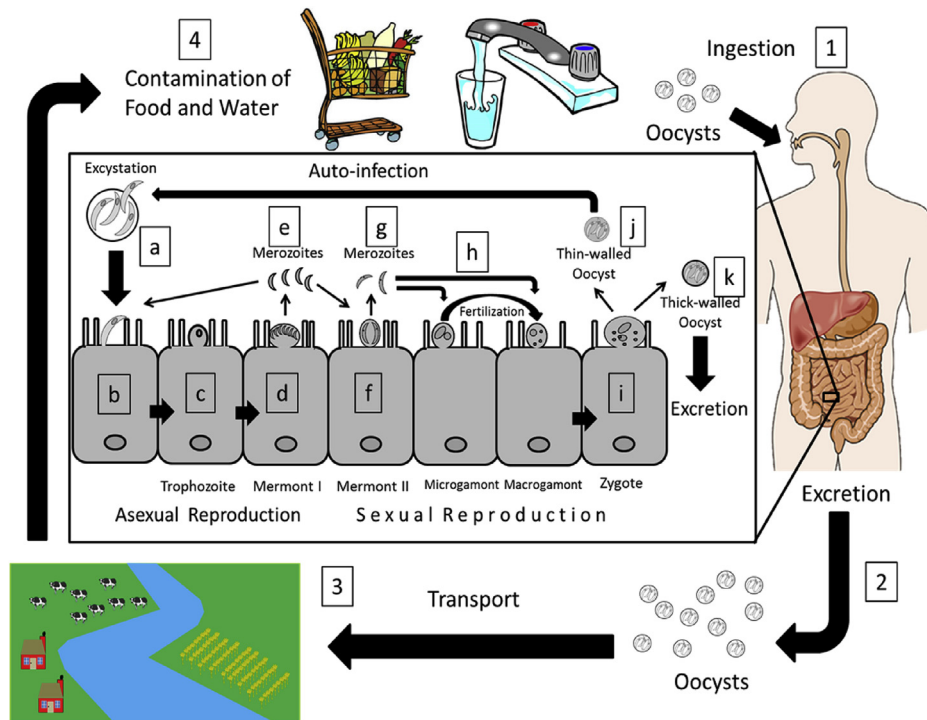 4
Contamination of
Food and Water
Ingestion
1
Oocysts
Excystation
Auto-infection
a
e
Merozoites
g
Merozoites
h
j
Thin-walled
Oocyst
k
Thick-walled
Oocyst
Fertilization
b
c
d
f
i
Excretion
Trophozoite
Mermont I
Mermont II
Microgamont
Macrogamont
Zygote
Asexual Reproduction
Sexual Reproduction
Excretion
2
3
Transport
Oocysts